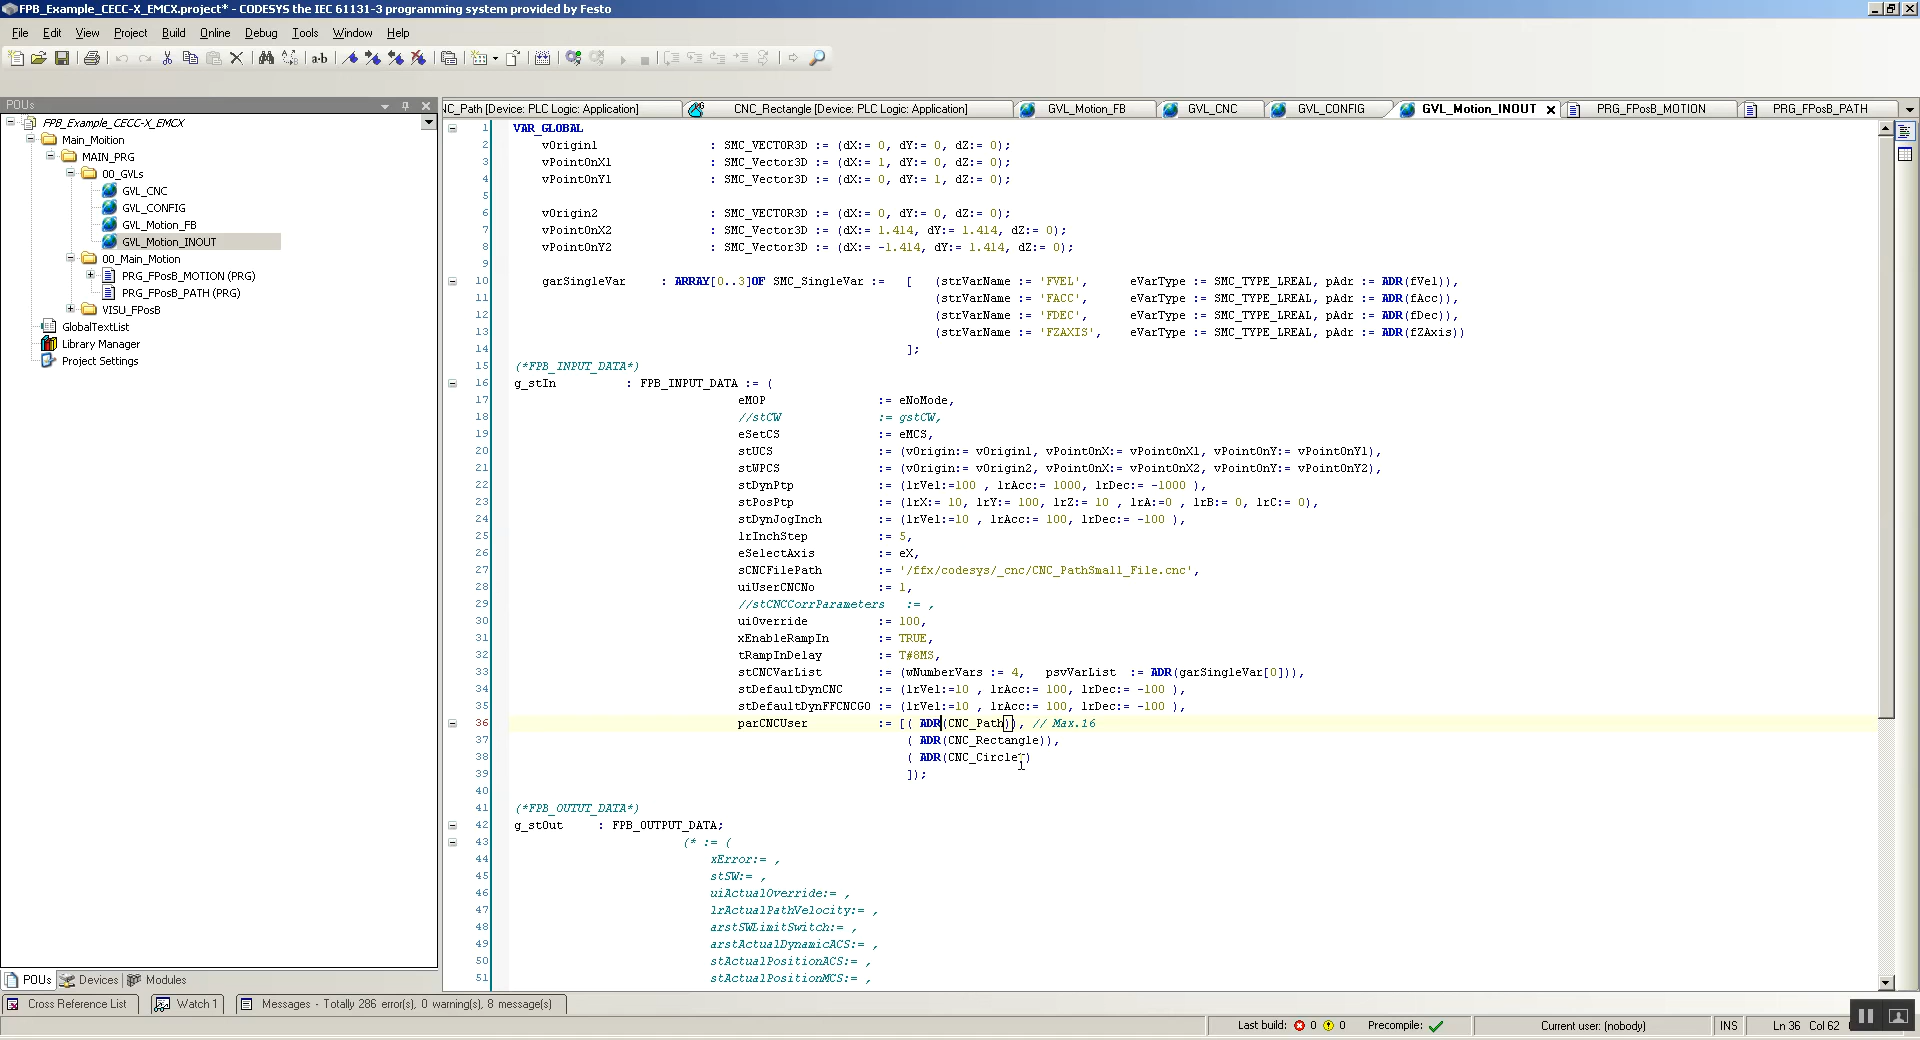 FPB_Example_CECC-X_EMCX.project* - CODESYS the IEC 61131-3 programming system provided by Festo
File Edit View Project Build Online Debug Tools Window Help
POUs
FPB_Example_CECC-X_EMCX
Main_Moition
MAIN_PRG
00_GVLs
GVL_CNC
GVL_CONFIG
GVL_Motion_FB
GVL_Motion_INOUT
00_Main_Motion
PRG_FPosB_MOTION (PRG)
PRG_FPosB_PATH (PRG)
VISU_FPosB
GlobalTextList
Library Manager
Project Settings
POUs Devices Modules
NC_Path [Device: PLC Logic: Application] CNC_Rectangle [Device: PLC Logic: Application] GVL_Motion_FB GVL_CNC GVL_CONFIG GVL_Motion_INOUT PRG_FPosB_MOTION PRG_FPosB_PATH
1 VAR_GLOBAL
2 vOrigin1 : SMC_VECTOR3D := (dX:= 0, dY:= 0, dZ:= 0);
3 vPointOnX1 : SMC_Vector3D := (dX:= 1, dY:= 0, dZ:= 0);
4 vPointOnY1 : SMC_Vector3D := (dX:= 0, dY:= 1, dZ:= 0);
5
6 vOrigin2 : SMC_VECTOR3D := (dX:= 0, dY:= 0, dZ:= 0);
7 vPointOnX2 : SMC_Vector3D := (dX:= 1.414, dY:= 1.414, dZ:= 0);
8 vPointOnY2 : SMC_Vector3D := (dX:= -1.414, dY:= 1.414, dZ:= 0);
9
10 garSingleVar : ARRAY[0..3]OF SMC_SingleVar := [ (strVarName := 'FVEL', eVarType := SMC_TYPE_LREAL, pAdr := ADR(fVel)),
11 (strVarName := 'FACC', eVarType := SMC_TYPE_LREAL, pAdr := ADR(fAcc)),
12 (strVarName := 'FDEC', eVarType := SMC_TYPE_LREAL, pAdr := ADR(fDec)),
13 (strVarName := 'FZAXIS', eVarType := SMC_TYPE_LREAL, pAdr := ADR(fZAxis))
14 ];
15 (*FPB_INPUT_DATA*)
16 g_stIn : FPB_INPUT_DATA := (
17 eMOP := eNoMode,
18 //stCW := gstCW,
19 eSetCS := eMCS,
20 stUCS := (vOrigin:= vOrigin1, vPointOnX:= vPointOnX1, vPointOnY:= vPointOnY1),
21 stWPCS := (vOrigin:= vOrigin2, vPointOnX:= vPointOnX2, vPointOnY:= vPointOnY2),
22 stDynPtp := (lrVel:=100 , lrAcc:= 1000, lrDec:= -1000 ),
23 stPosPtp := (lrX:= 10, lrY:= 100, lrZ:= 10 , lrA:=0 , lrB:= 0, lrC:= 0),
24 stDynJogInch := (lrVel:=10 , lrAcc:= 100, lrDec:= -100 ),
25 lrInchStep := 5,
26 eSelectAxis := eX,
27 sCNCFilePath := '/ffx/codesys/_cnc/CNC_PathSmall_File.cnc',
28 uiUserCNCNo := 1,
29 //stCNCCorrParameters := ,
30 uiOverride := 100,
31 xEnableRampIn := TRUE,
32 tRampInDelay := T#8MS,
33 stCNCVarList := (wNumberVars := 4, psvVarList := ADR(garSingleVar[0])),
34 stDefaultDynCNC := (lrVel:=10 , lrAcc:= 100, lrDec:= -100 ),
35 stDefaultDynFFCNCGO := (lrVel:=10 , lrAcc:= 100, lrDec:= -100 ),
36 parCNCUser := [( ADR(CNC_Path)), // Max.16
37 ( ADR(CNC_Rectangle)),
38 ( ADR(CNC_Circle )
39 ]);
40
41 (*FPB_OUTUT_DATA*)
42 g_stOut : FPB_OUTPUT_DATA;
43 (* := (
44 xError:= ,
45 stSW:= ,
46 uiActualOverride:= ,
47 lrActualPathVelocity:= ,
48 arstSWLimitSwitch:= ,
49 arstActualDynamicACS:= ,
50 stActualPositionACS:= ,
51 stActualPositionMCS:= ,
Cross Reference List Watch 1 Messages - Totally 286 error(s), 0 warning(s), 8 message(s)
Last build: 0 0 Precompile: Current user: (nobody) INS Ln 36 Col 62